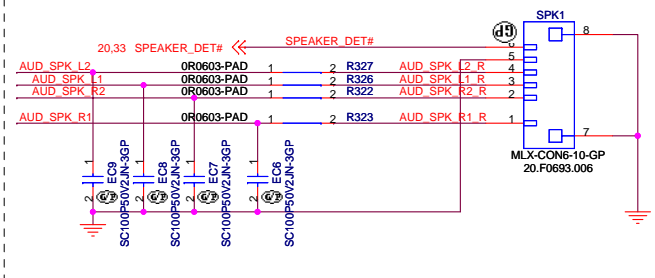 SPK1
GP
8
20,33 SPEAKER_DET#
SPEAKER_DET#
6
5
AUD_SPK_L2 0R0603-PAD 1 2 R327 AUD_SPK_L2_R 4
AUD_SPK_L1 0R0603-PAD 1 2 R326 AUD_SPK_L1_R 3
AUD_SPK_R2 0R0603-PAD 1 2 R322 AUD_SPK_R2_R 2
AUD_SPK_R1 0R0603-PAD 1 2 R323 AUD_SPK_R1_R 1
7
MLX-CON6-10-GP
20.F0693.006
1 2 EC9 SC100P50V2JN-3GP
1 2 EC8 SC100P50V2JN-3GP
1 2 EC7 SC100P50V2JN-3GP
1 2 EC6 SC100P50V2JN-3GP